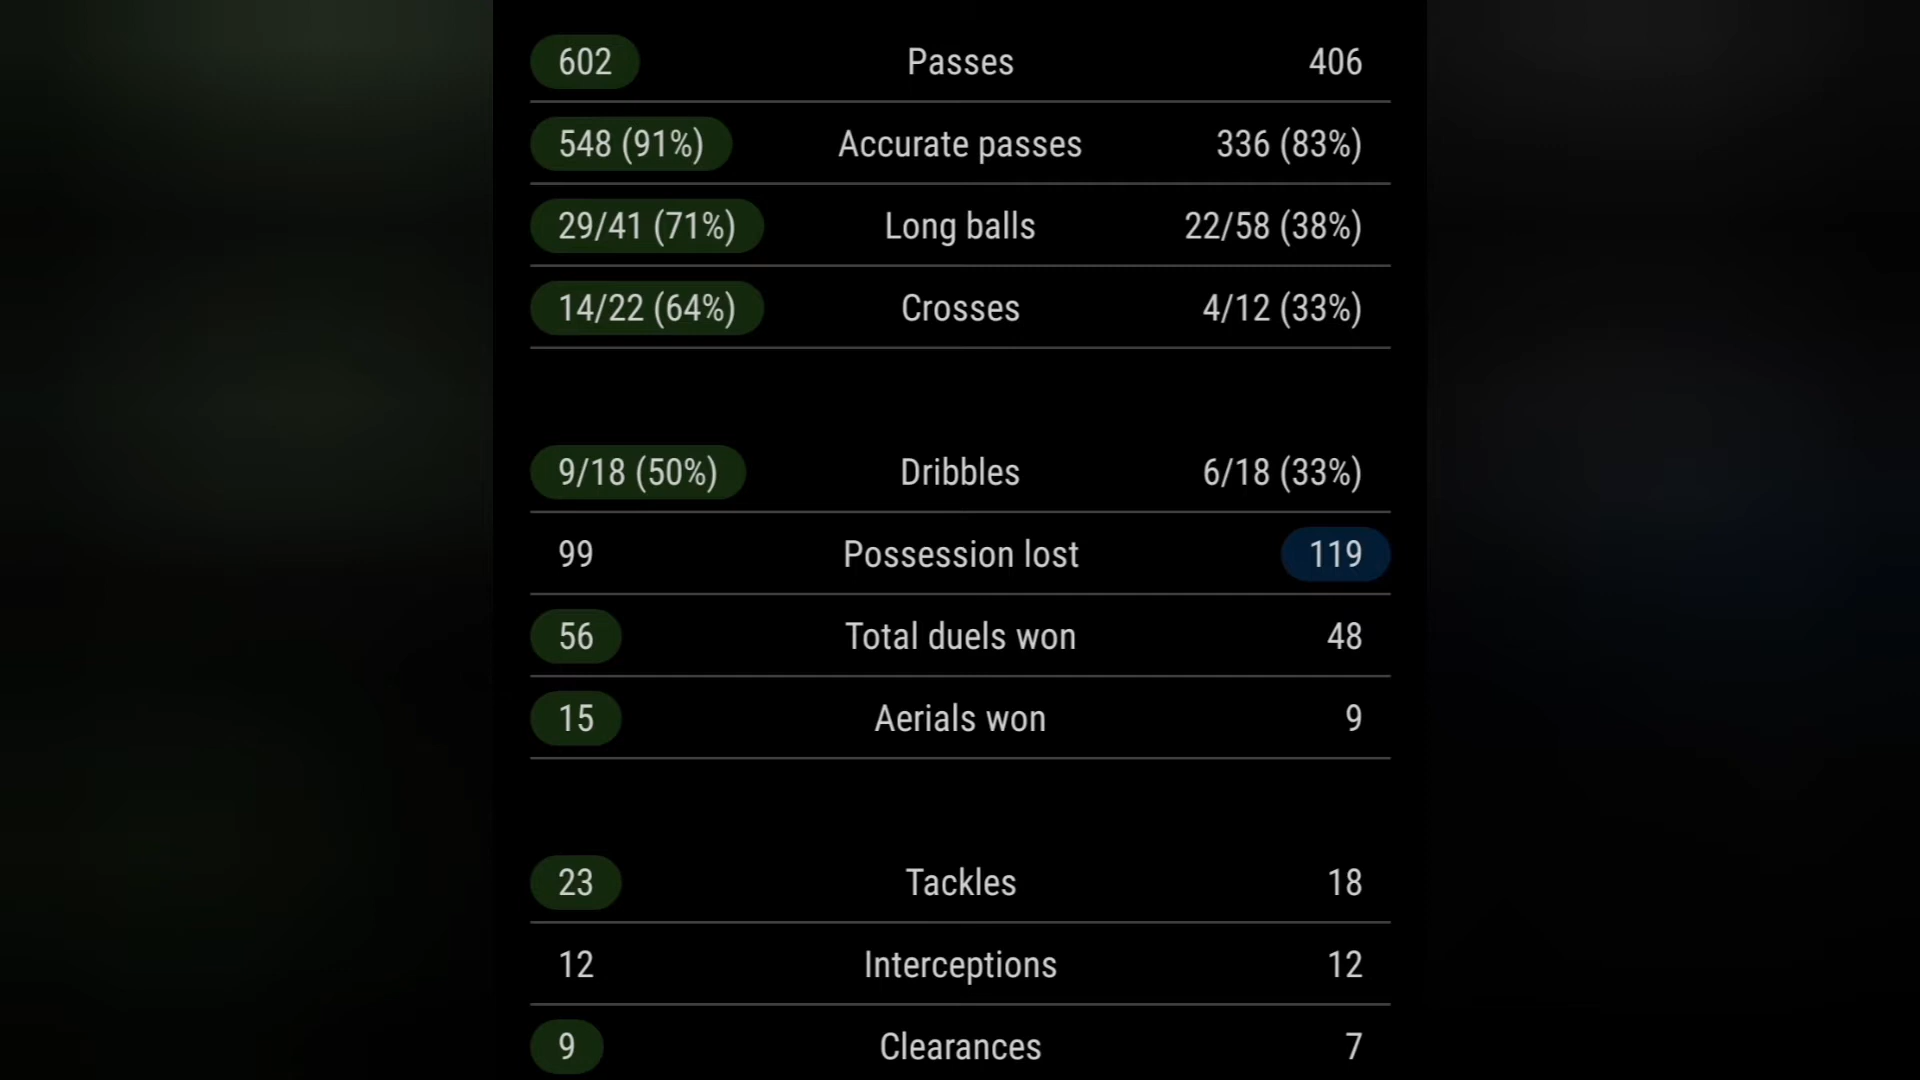 602 Passes 406
548 (91%) Accurate passes 336 (83%)
29/41 (71%) Long balls 22/58 (38%)
14/22 (64%) Crosses 4/12 (33%)
9/18 (50%) Dribbles 6/18 (33%)
99 Possession lost 119
56 Total duels won 48
15 Aerials won 9
23 Tackles 18
12 Interceptions 12
9 Clearances 7